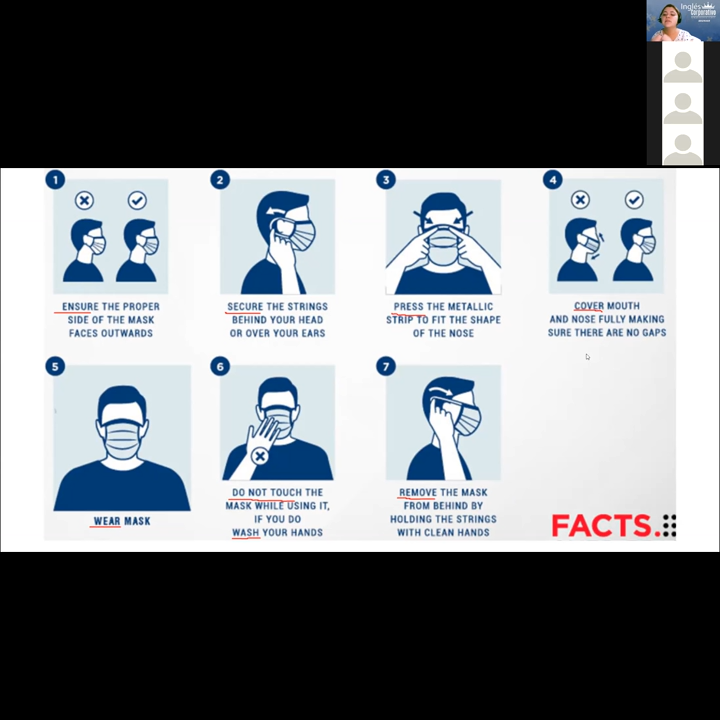 Inglés
Corporativo
1
2
3
4
ENSURE THE PROPER
SIDE OF THE MASK
FACES OUTWARDS
SECURE THE STRINGS
BEHIND YOUR HEAD
OR OVER YOUR EARS
PRESS THE METALLIC
STRIP TO FIT THE SHAPE
OF THE NOSE
COVER MOUTH
AND NOSE FULLY MAKING
SURE THERE ARE NO GAPS
5
6
7
WEAR MASK
DO NOT TOUCH THE
MASK WHILE USING IT,
IF YOU DO
WASH YOUR HANDS
REMOVE THE MASK
FROM BEHIND BY
HOLDING THE STRINGS
WITH CLEAN HANDS
FACTS.